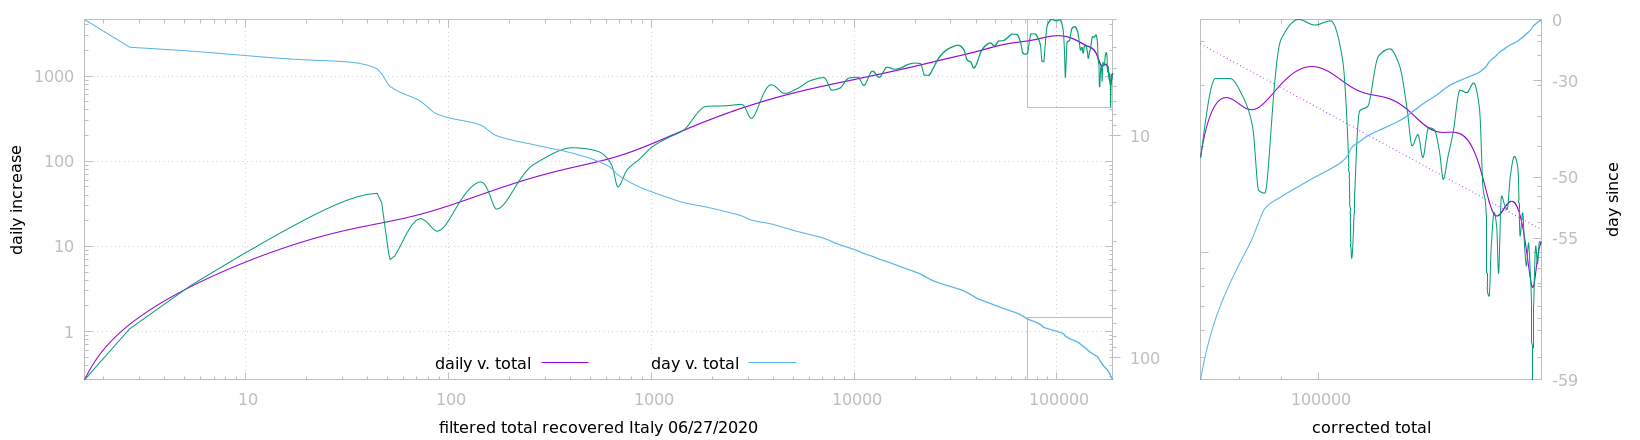 daily increase
1000
100
10
1
daily v. total
day v. total
10
100
10
100
1000
10000
100000
filtered total recovered Italy 06/27/2020
0
-30
-50
-55
-59
day since
100000
corrected total